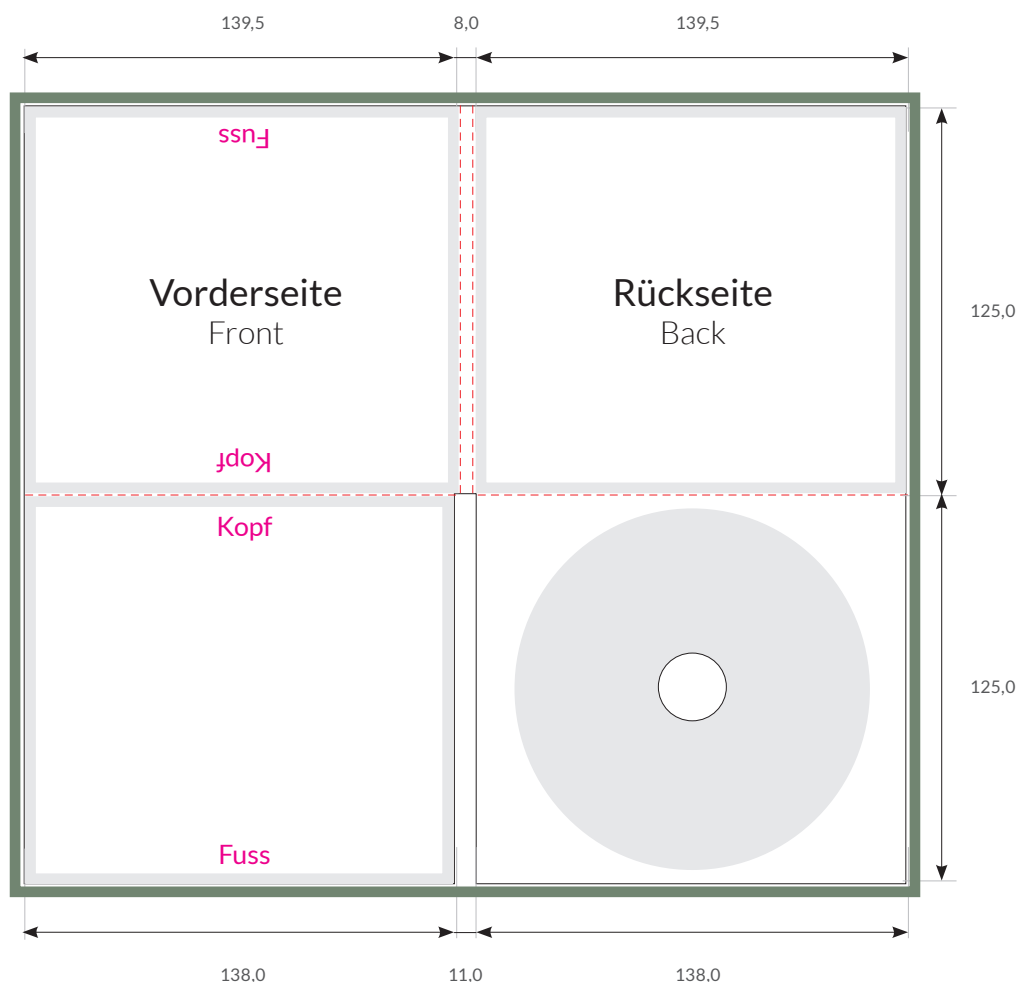 139,5 8,0 139,5
Fuss
Vorderseite
Front
Rückseite
Back
125,0
Kopf
Kopf
125,0
Fuss
138,0 11,0 138,0